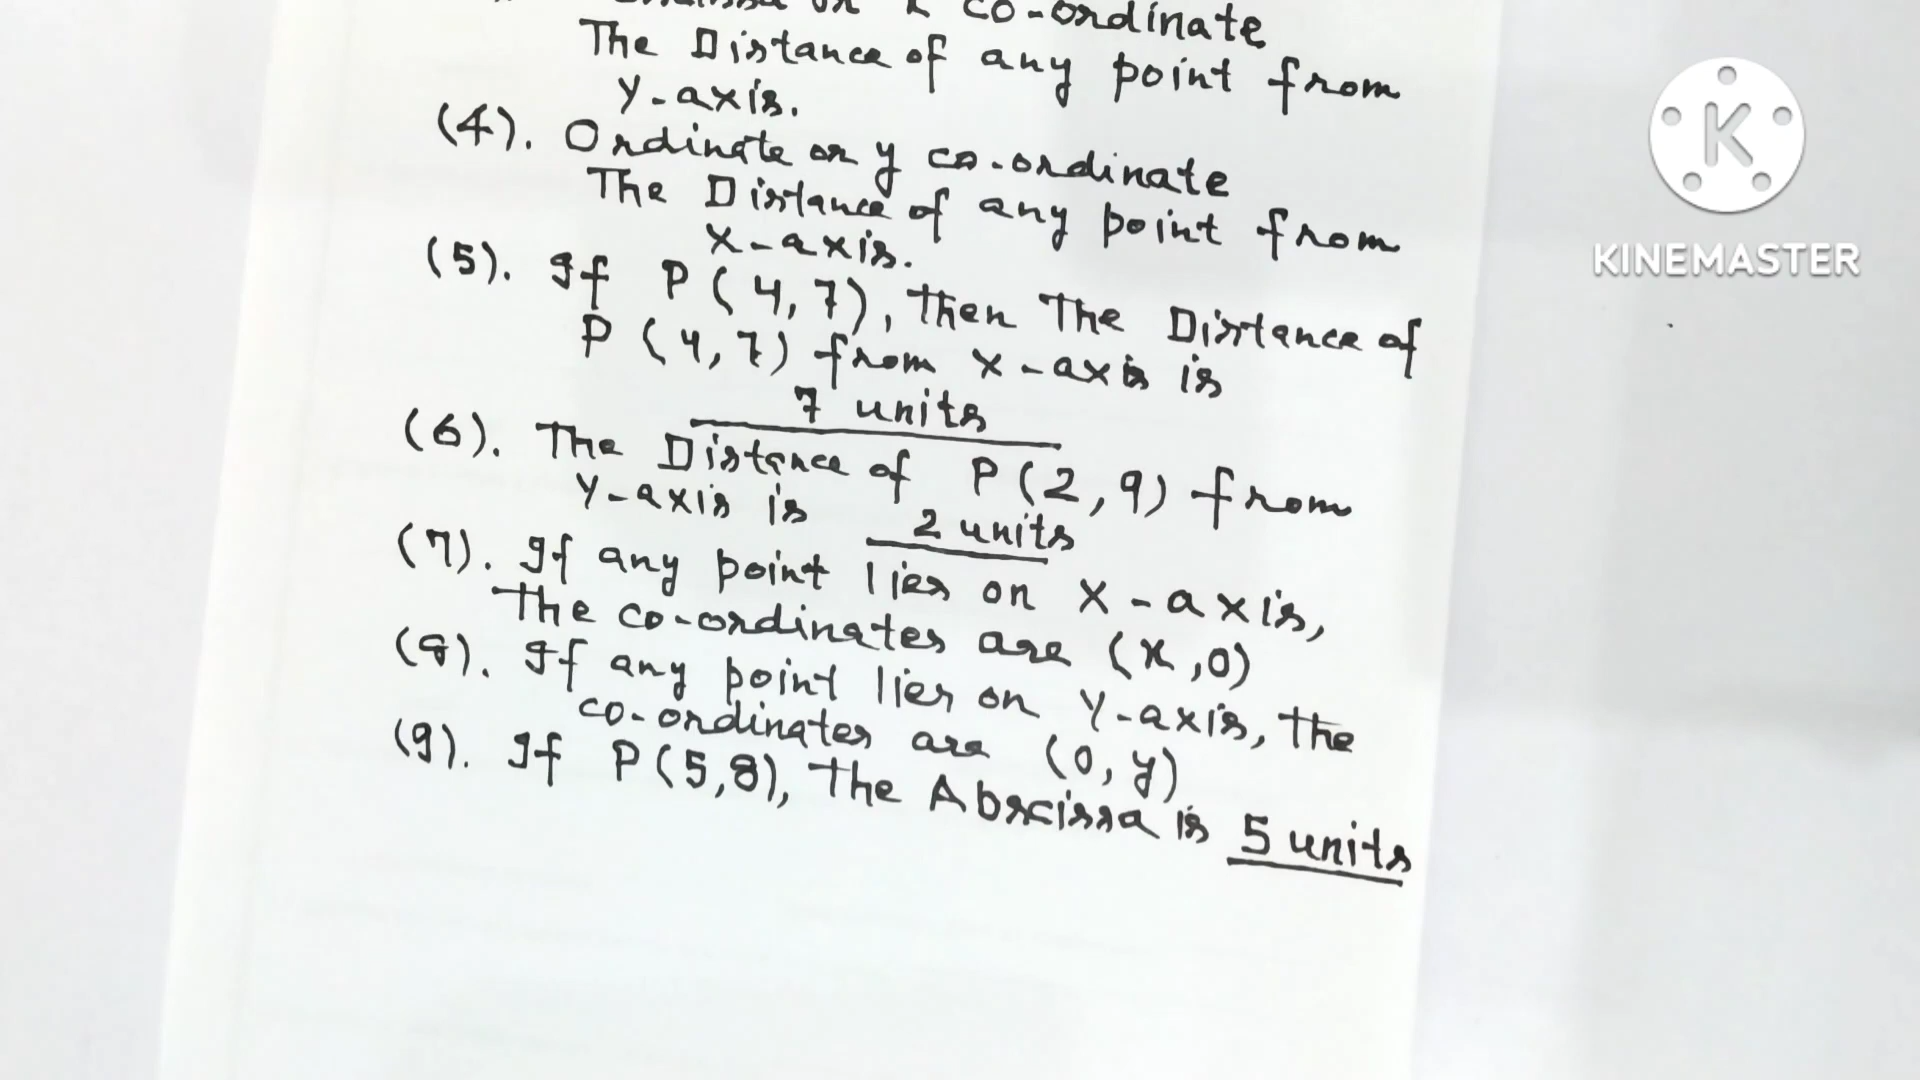 co-ordinate
The Distance of any point from
Y-axis.
(4). Ordinate or y co-ordinate
The Distance of any point from
X-axis.
(5). If P(4,7), then The Distance of
P(4,7) from x-axis is
7 units
(6). The Distance of P(2,9) from
Y-axis is 2 units
(7). If any point lies on X-axis,
The co-ordinates are (x,0)
(8). If any point lies on Y-axis, the
co-ordinates are (0,y)
(9). If P(5,8), The Abscissa is 5 units
K
KINEMASTER